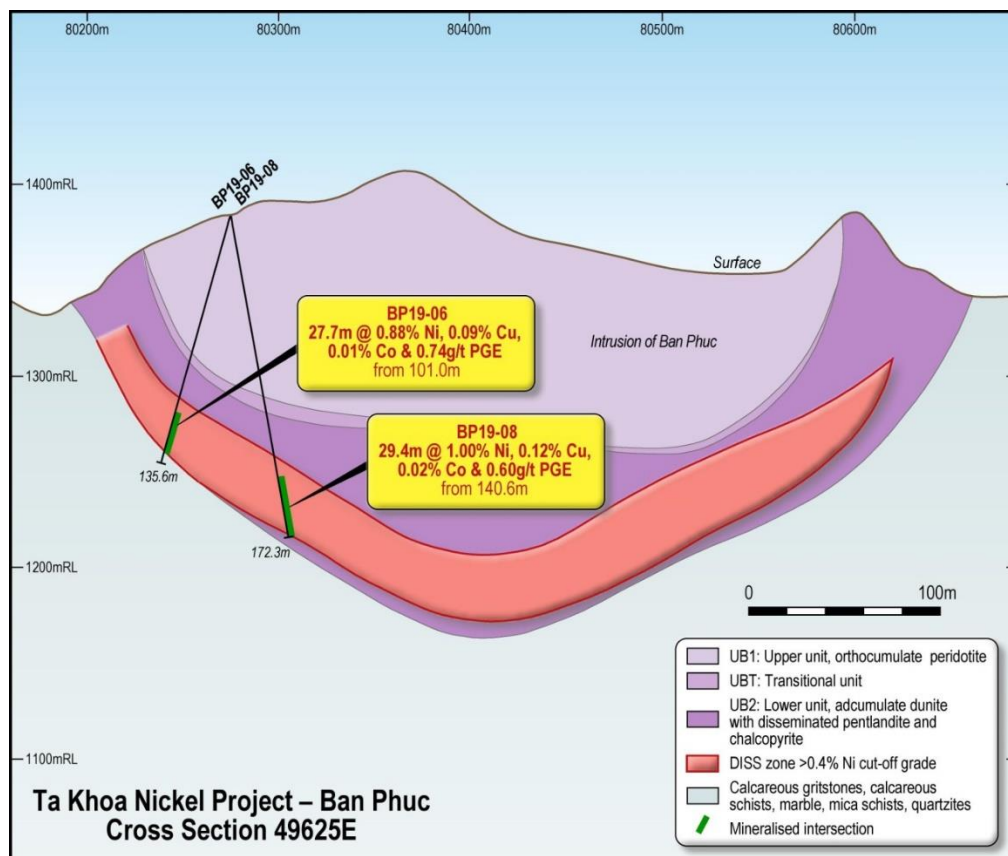 80200m
80300m
80400m
80500m
80600m
1400mRL
1400mRL
1300mRL
1300mRL
1200mRL
1200mRL
1100mRL
1100mRL
BP19-06
BP19-08
Surface
Intrusion of Ban Phuc
BP19-06
27.7m @ 0.88% Ni, 0.09% Cu,
0.01% Co & 0.74g/t PGE
from 101.0m
BP19-08
29.4m @ 1.00% Ni, 0.12% Cu,
0.02% Co & 0.60g/t PGE
from 140.6m
135.6m
172.3m
0
100m
UB1: Upper unit, orthocumulate peridotite
UBT: Transitional unit
UB2: Lower unit, adcumulate dunite
with disseminated pentlandite and
chalcopyrite
DISS zone >0.4% Ni cut-off grade
Calcareous gritstones, calcareous
schists, marble, mica schists, quartzites
Mineralised intersection
Ta Khoa Nickel Project – Ban Phuc
Cross Section 49625E